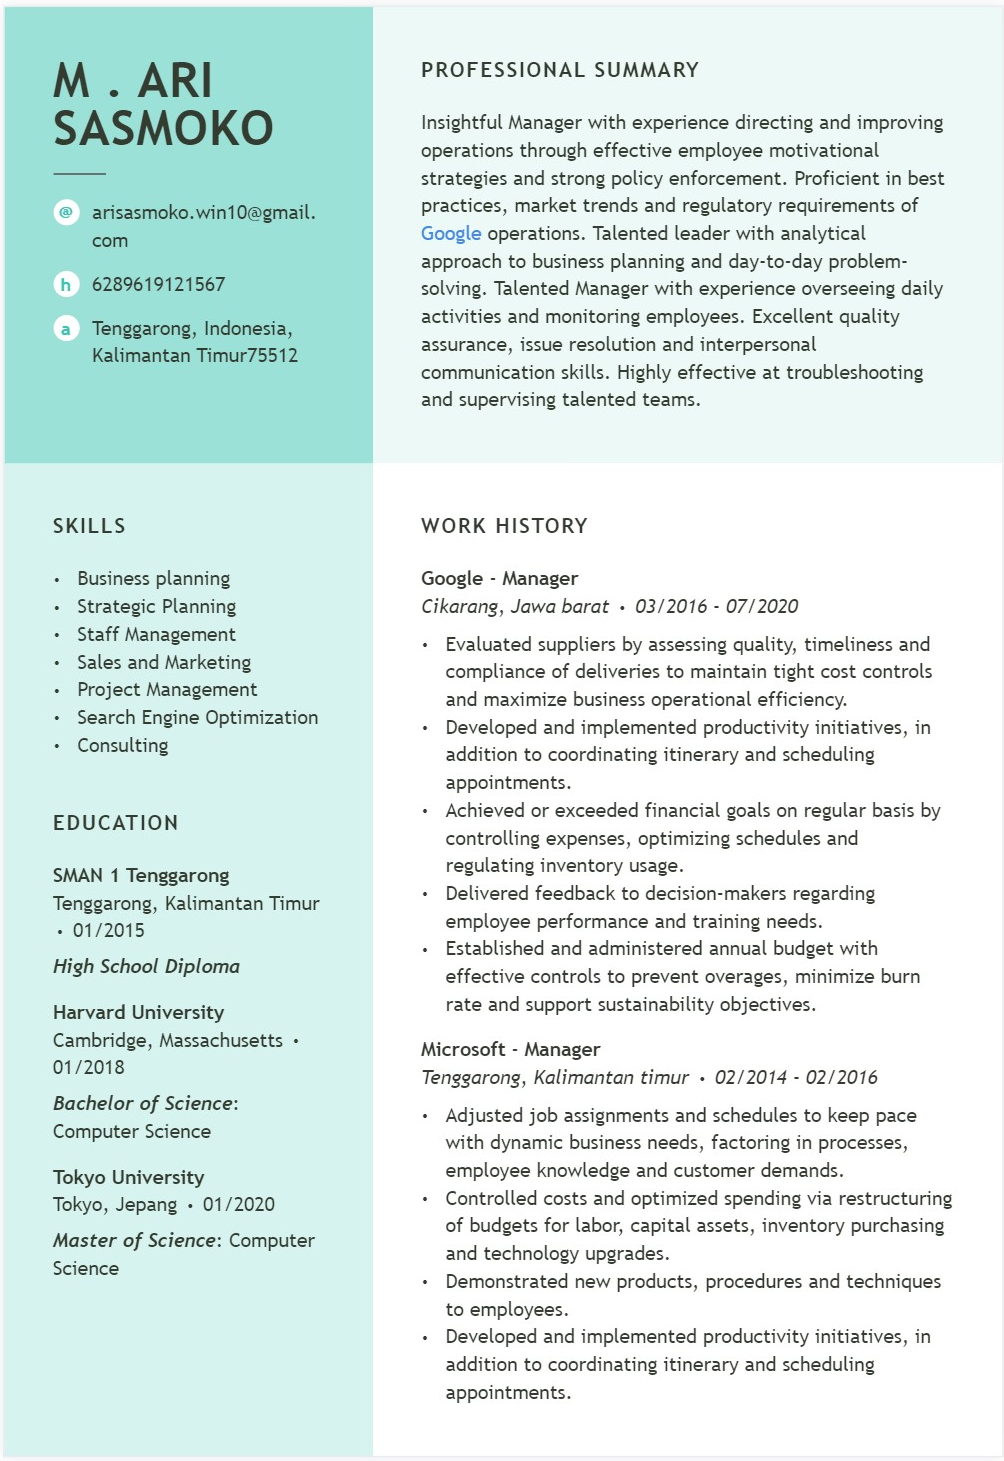 M . ARI
SASMOKO
@ arisasmoko.win10@gmail.
com
h 6289619121567
a Tenggarong, Indonesia,
Kalimantan Timur75512
PROFESSIONAL SUMMARY
Insightful Manager with experience directing and improving
operations through effective employee motivational
strategies and strong policy enforcement. Proficient in best
practices, market trends and regulatory requirements of
Google operations. Talented leader with analytical
approach to business planning and day-to-day problem-
solving. Talented Manager with experience overseeing daily
activities and monitoring employees. Excellent quality
assurance, issue resolution and interpersonal
communication skills. Highly effective at troubleshooting
and supervising talented teams.
SKILLS
• Business planning
• Strategic Planning
• Staff Management
• Sales and Marketing
• Project Management
• Search Engine Optimization
• Consulting
EDUCATION
SMAN 1 Tenggarong
Tenggarong, Kalimantan Timur
• 01/2015
High School Diploma
Harvard University
Cambridge, Massachusetts •
01/2018
Bachelor of Science:
Computer Science
Tokyo University
Tokyo, Jepang • 01/2020
Master of Science: Computer
Science
WORK HISTORY
Google - Manager
Cikarang, Jawa barat • 03/2016 - 07/2020
• Evaluated suppliers by assessing quality, timeliness and
compliance of deliveries to maintain tight cost controls
and maximize business operational efficiency.
• Developed and implemented productivity initiatives, in
addition to coordinating itinerary and scheduling
appointments.
• Achieved or exceeded financial goals on regular basis by
controlling expenses, optimizing schedules and
regulating inventory usage.
• Delivered feedback to decision-makers regarding
employee performance and training needs.
• Established and administered annual budget with
effective controls to prevent overages, minimize burn
rate and support sustainability objectives.
Microsoft - Manager
Tenggarong, Kalimantan timur • 02/2014 - 02/2016
• Adjusted job assignments and schedules to keep pace
with dynamic business needs, factoring in processes,
employee knowledge and customer demands.
• Controlled costs and optimized spending via restructuring
of budgets for labor, capital assets, inventory purchasing
and technology upgrades.
• Demonstrated new products, procedures and techniques
to employees.
• Developed and implemented productivity initiatives, in
addition to coordinating itinerary and scheduling
appointments.